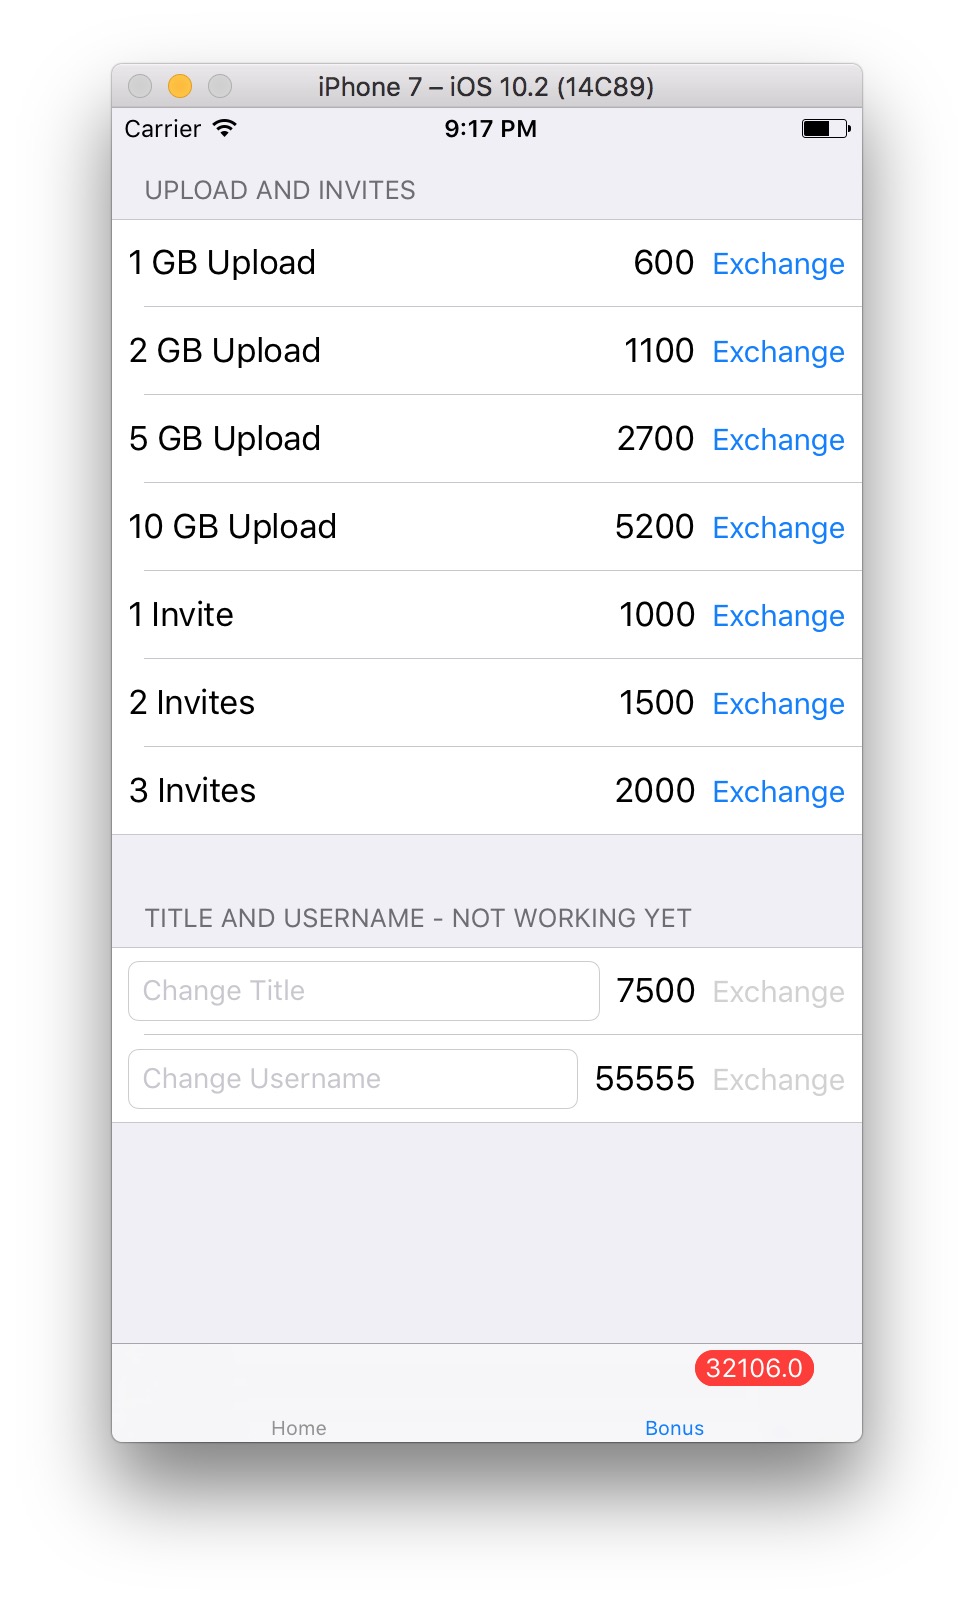 iPhone 7 – iOS 10.2 (14C89)
Carrier 9:17 PM
UPLOAD AND INVITES
1 GB Upload 600 Exchange
2 GB Upload 1100 Exchange
5 GB Upload 2700 Exchange
10 GB Upload 5200 Exchange
1 Invite 1000 Exchange
2 Invites 1500 Exchange
3 Invites 2000 Exchange
TITLE AND USERNAME - NOT WORKING YET
Change Title 7500 Exchange
Change Username 55555 Exchange
32106.0
Home Bonus